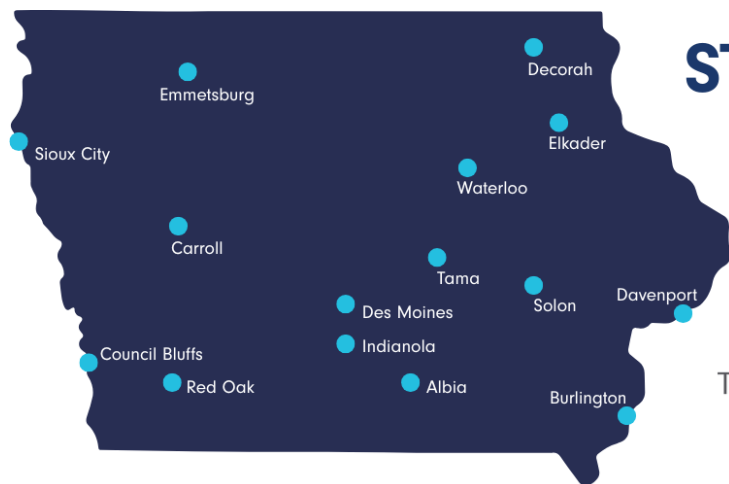 Decorah
ST
Emmetsburg
Elkader
Sioux City
Waterloo
Carroll
Tama
Davenport
Solon
Des Moines
Indianola
Council Bluffs
Red Oak
Albia
T
Burlington